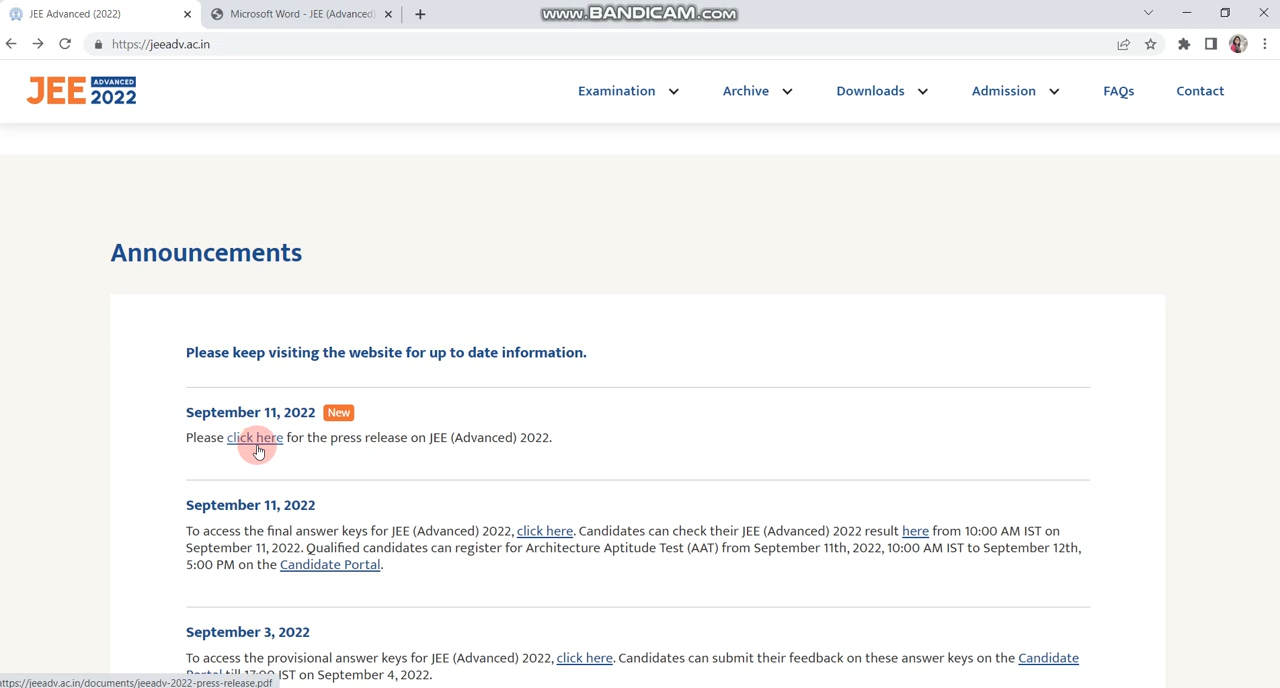 JEE Advanced (2022)
Microsoft Word - JEE (Advanced)
WWW.BANDICAM.COM
https://jeeadv.ac.in
JEE ADVANCED 2022
Examination Archive Downloads Admission FAQs Contact
Announcements
Please keep visiting the website for up to date information.
September 11, 2022 New
Please click here for the press release on JEE (Advanced) 2022.
September 11, 2022
To access the final answer keys for JEE (Advanced) 2022, click here. Candidates can check their JEE (Advanced) 2022 result here from 10:00 AM IST on
September 11, 2022. Qualified candidates can register for Architecture Aptitude Test (AAT) from September 11th, 2022, 10:00 AM IST to September 12th,
5:00 PM on the Candidate Portal.
September 3, 2022
To access the provisional answer keys for JEE (Advanced) 2022, click here. Candidates can submit their feedback on these answer keys on the Candidate
Portal till 17:00 IST on September 4, 2022.
https://jeeadv.ac.in/documents/jeeadv-2022-press-release.pdf